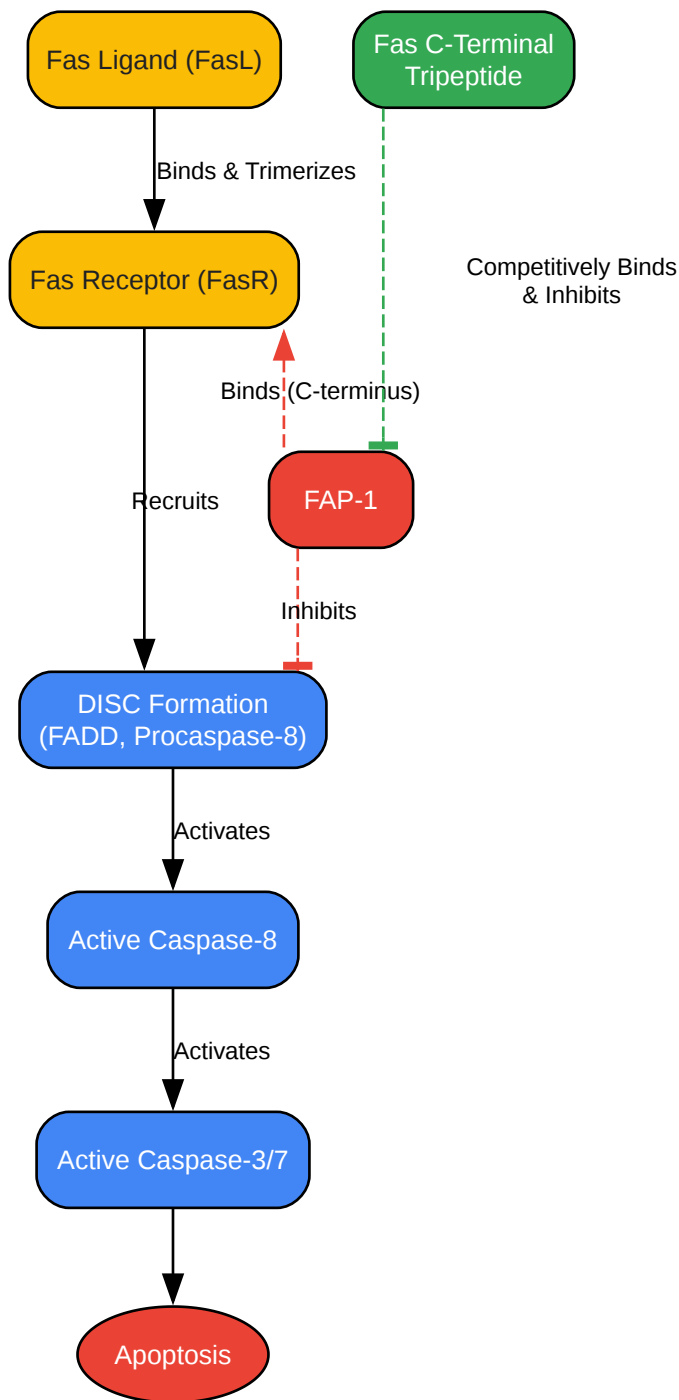 Fas Ligand (FasL)
Fas C-Terminal
Tripeptide
Binds & Trimerizes
Fas Receptor (FasR)
Competitively Binds
& Inhibits
Binds (C-terminus)
Recruits
FAP-1
Inhibits
DISC Formation
(FADD, Procaspase-8)
Activates
Active Caspase-8
Activates
Active Caspase-3/7
Apoptosis